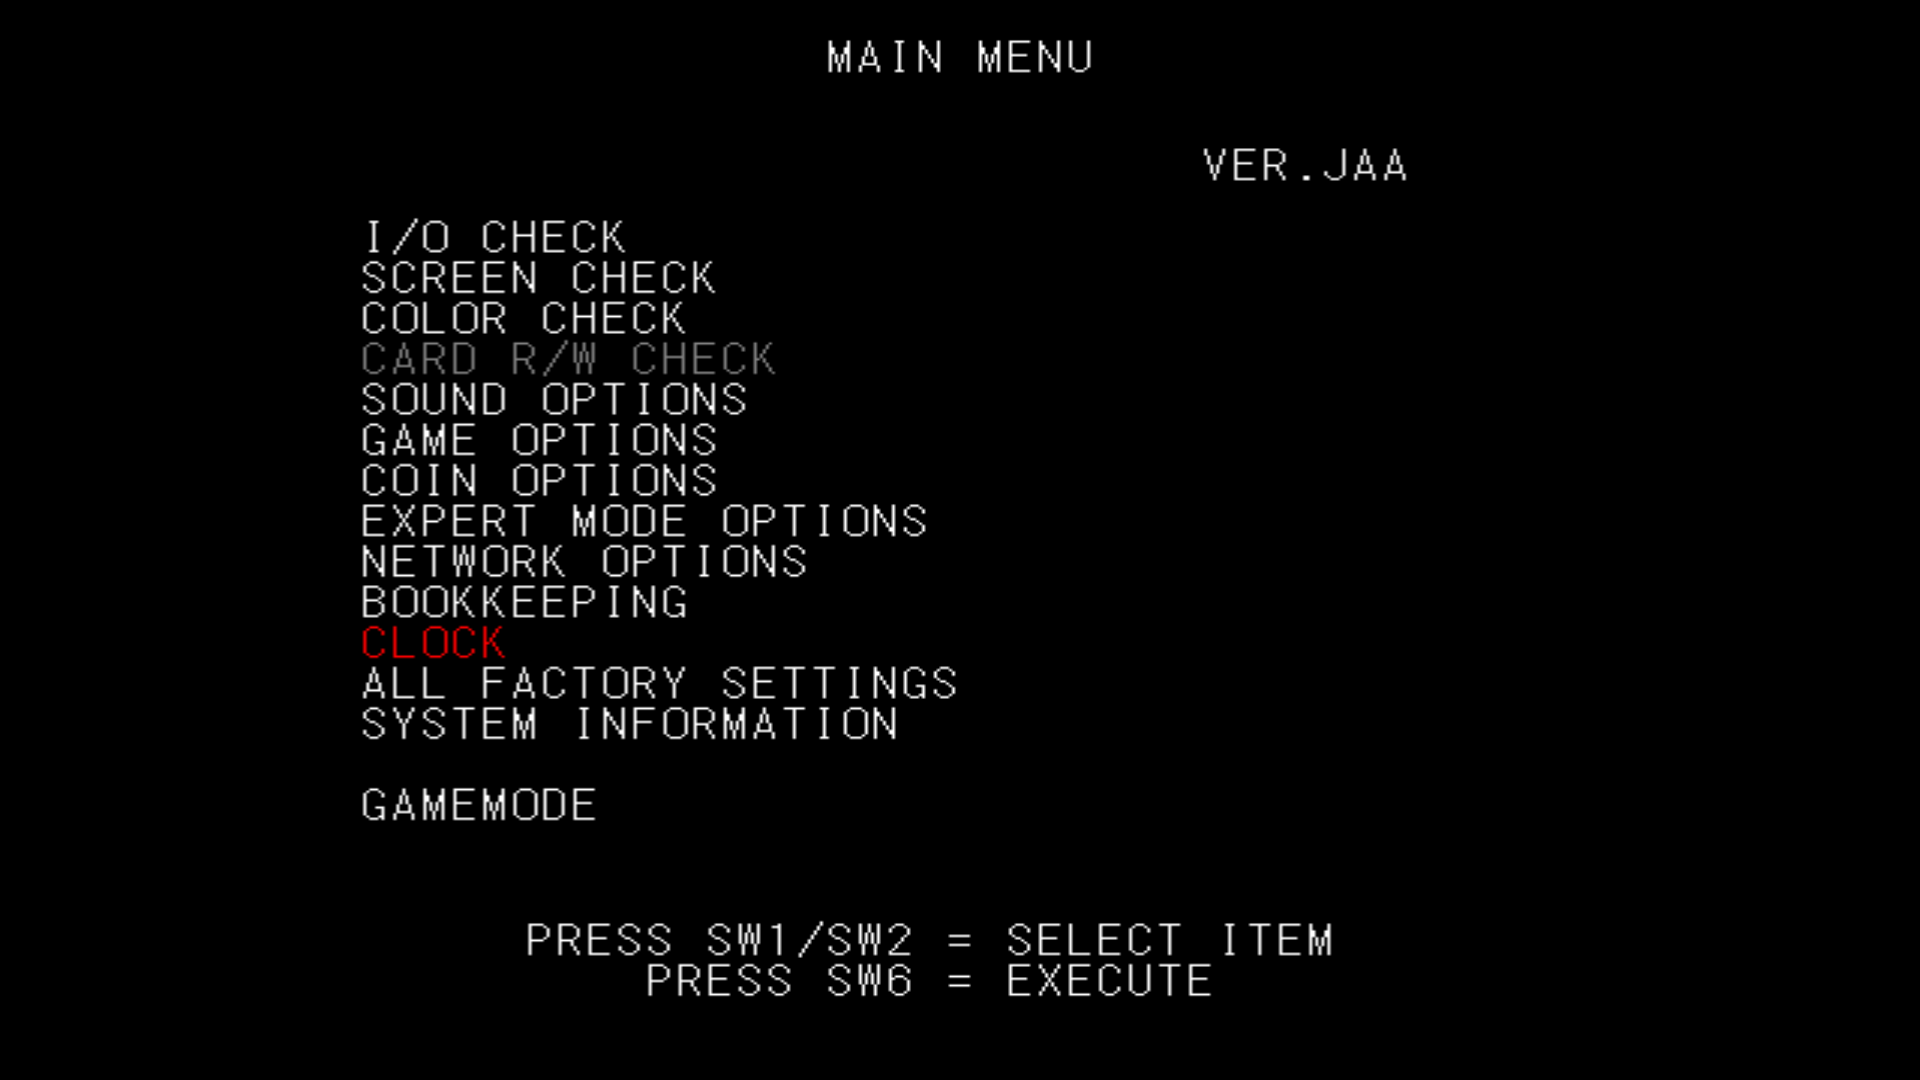 MAIN MENU
VER.JAA
I/O CHECK
SCREEN CHECK
COLOR CHECK
CARD R/W CHECK
SOUND OPTIONS
GAME OPTIONS
COIN OPTIONS
EXPERT MODE OPTIONS
NETWORK OPTIONS
BOOKKEEPING
CLOCK
ALL FACTORY SETTINGS
SYSTEM INFORMATION
GAMEMODE
PRESS SW1/SW2 = SELECT ITEM
PRESS SW6 = EXECUTE